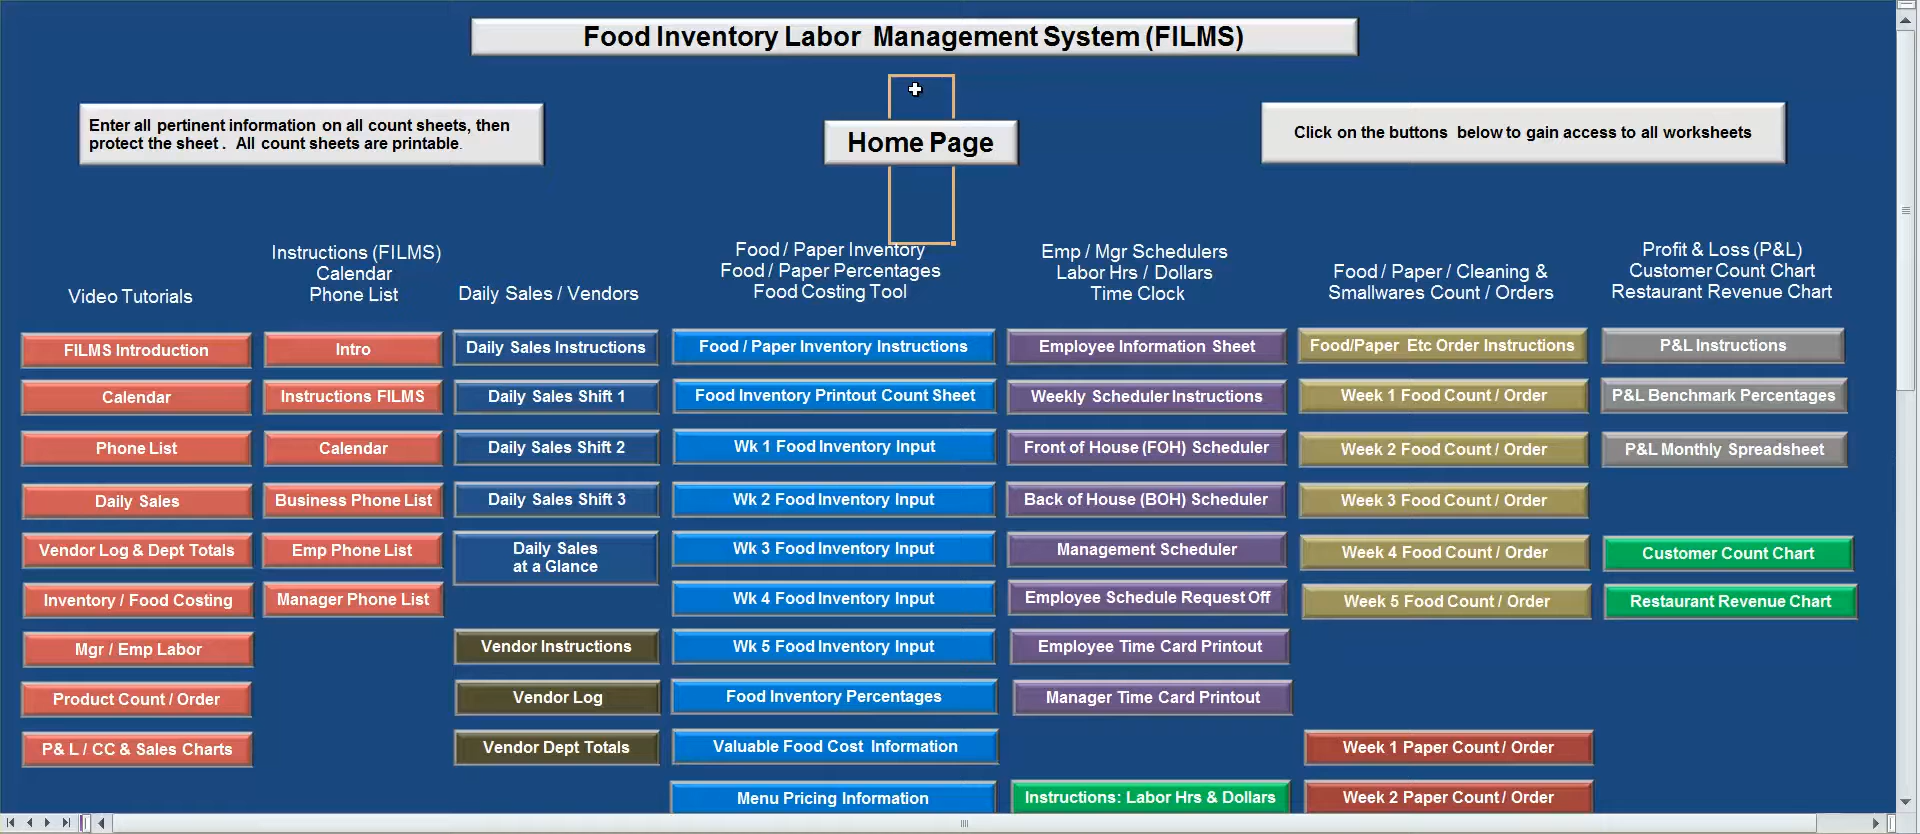 Food Inventory Labor Management System (FILMS)
Enter all pertinent information on all count sheets, then
protect the sheet . All count sheets are printable.
Home Page
Click on the buttons below to gain access to all worksheets
Video Tutorials
FILMS Introduction
Calendar
Phone List
Daily Sales
Vendor Log & Dept Totals
Inventory / Food Costing
Mgr / Emp Labor
Product Count / Order
P& L / CC & Sales Charts
Instructions (FILMS)
Calendar
Phone List
Intro
Instructions FILMS
Calendar
Business Phone List
Emp Phone List
Manager Phone List
Daily Sales / Vendors
Daily Sales Instructions
Daily Sales Shift 1
Daily Sales Shift 2
Daily Sales Shift 3
Daily Sales
at a Glance
Vendor Instructions
Vendor Log
Vendor Dept Totals
Food / Paper Inventory
Food / Paper Percentages
Food Costing Tool
Food / Paper Inventory Instructions
Food Inventory Printout Count Sheet
Wk 1 Food Inventory Input
Wk 2 Food Inventory Input
Wk 3 Food Inventory Input
Wk 4 Food Inventory Input
Wk 5 Food Inventory Input
Food Inventory Percentages
Valuable Food Cost Information
Menu Pricing Information
Emp / Mgr Schedulers
Labor Hrs / Dollars
Time Clock
Employee Information Sheet
Weekly Scheduler Instructions
Front of House (FOH) Scheduler
Back of House (BOH) Scheduler
Management Scheduler
Employee Schedule Request Off
Employee Time Card Printout
Manager Time Card Printout
Instructions: Labor Hrs & Dollars
Food / Paper / Cleaning &
Smallwares Count / Orders
Food/Paper Etc Order Instructions
Week 1 Food Count / Order
Week 2 Food Count / Order
Week 3 Food Count / Order
Week 4 Food Count / Order
Week 5 Food Count / Order
Week 1 Paper Count / Order
Week 2 Paper Count / Order
Profit & Loss (P&L)
Customer Count Chart
Restaurant Revenue Chart
P&L Instructions
P&L Benchmark Percentages
P&L Monthly Spreadsheet
Customer Count Chart
Restaurant Revenue Chart